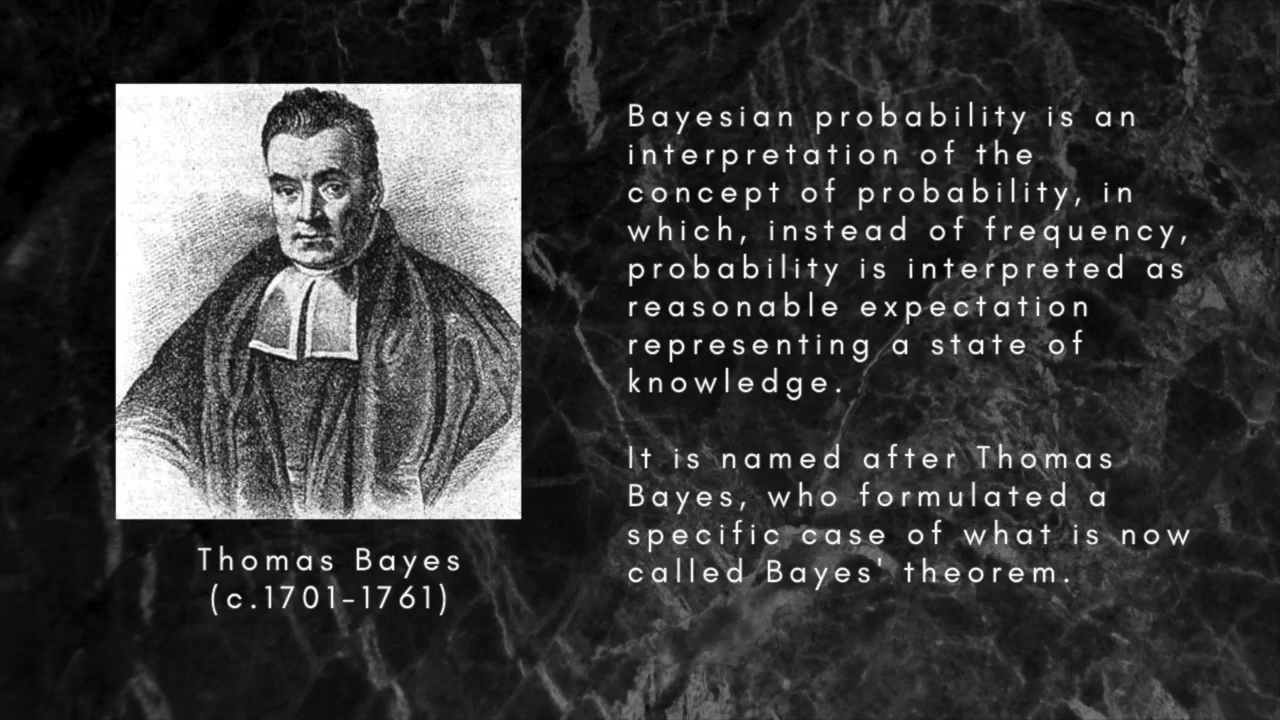 Bayesian probability is an
interpretation of the
concept of probability, in
which, instead of frequency,
probability is interpreted as
reasonable expectation
representing a state of
knowledge.
It is named after Thomas
Bayes, who formulated a
specific case of what is now
called Bayes' theorem.
Thomas Bayes
(c.1701-1761)